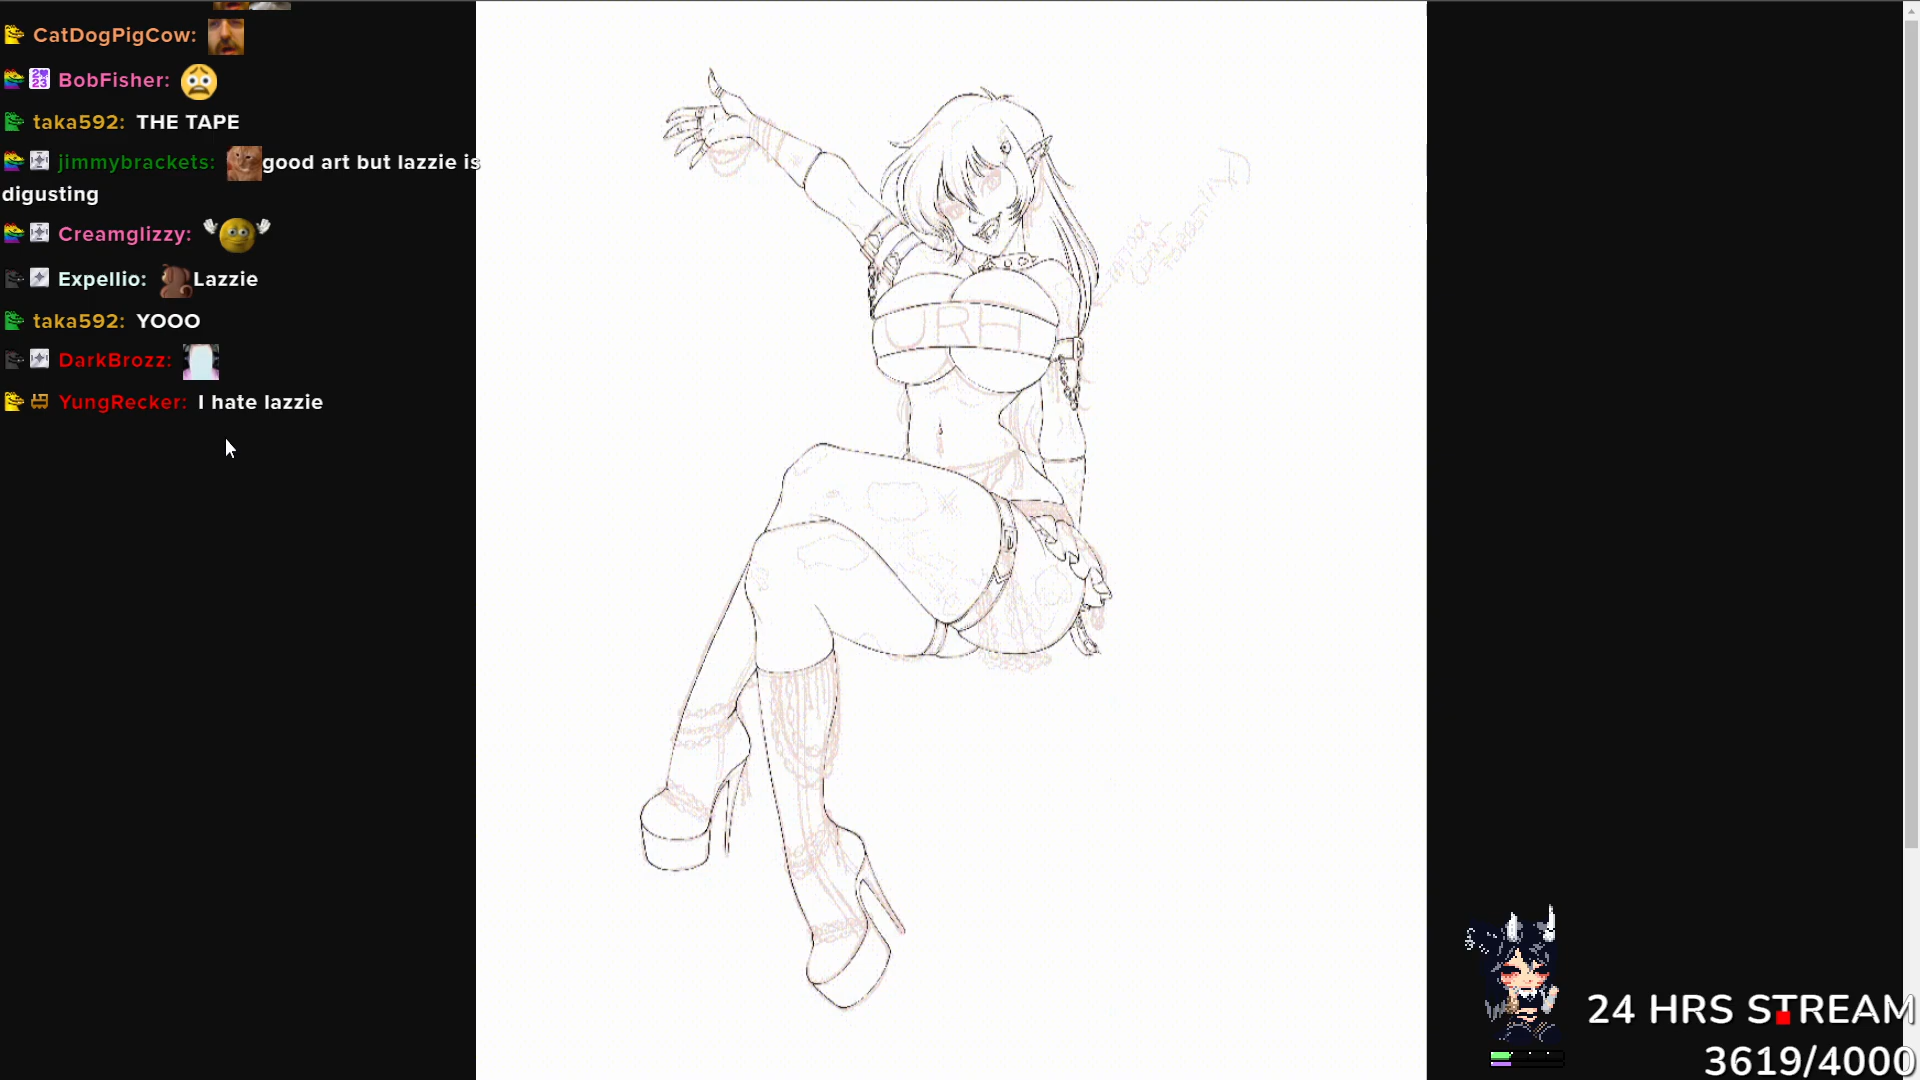 CatDogPigCow:
BobFisher:
taka592: THE TAPE
jimmybrackets: good art but lazzie is
digusting
Creamglizzy:
Expellio: Lazzie
taka592: YOOO
DarkBrozz:
YungRecker: I hate lazzie
URH
24 HRS STREAM
3619/4000